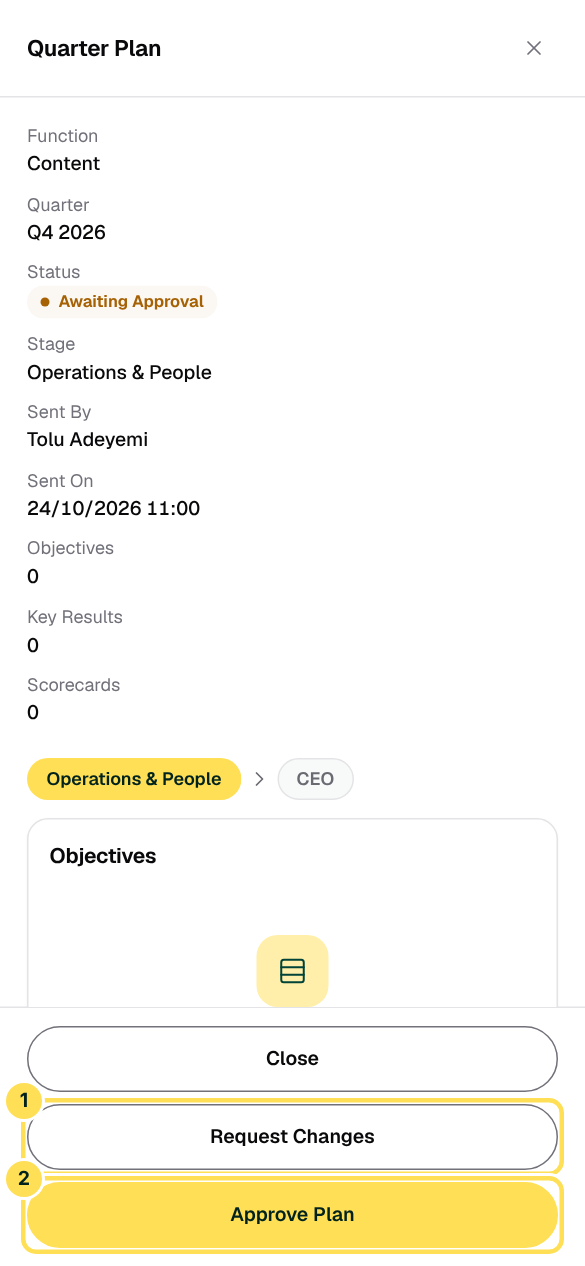 Quarter Plan
Function
Content
Quarter
Q4 2026
Status
Awaiting Approval
Stage
Operations & People
Sent By
Tolu Adeyemi
Sent On
24/10/2026 11:00
Objectives
0
Key Results
0
Scorecards
0
Operations & People > CEO
Objectives
Close
1
Request Changes
2
Approve Plan